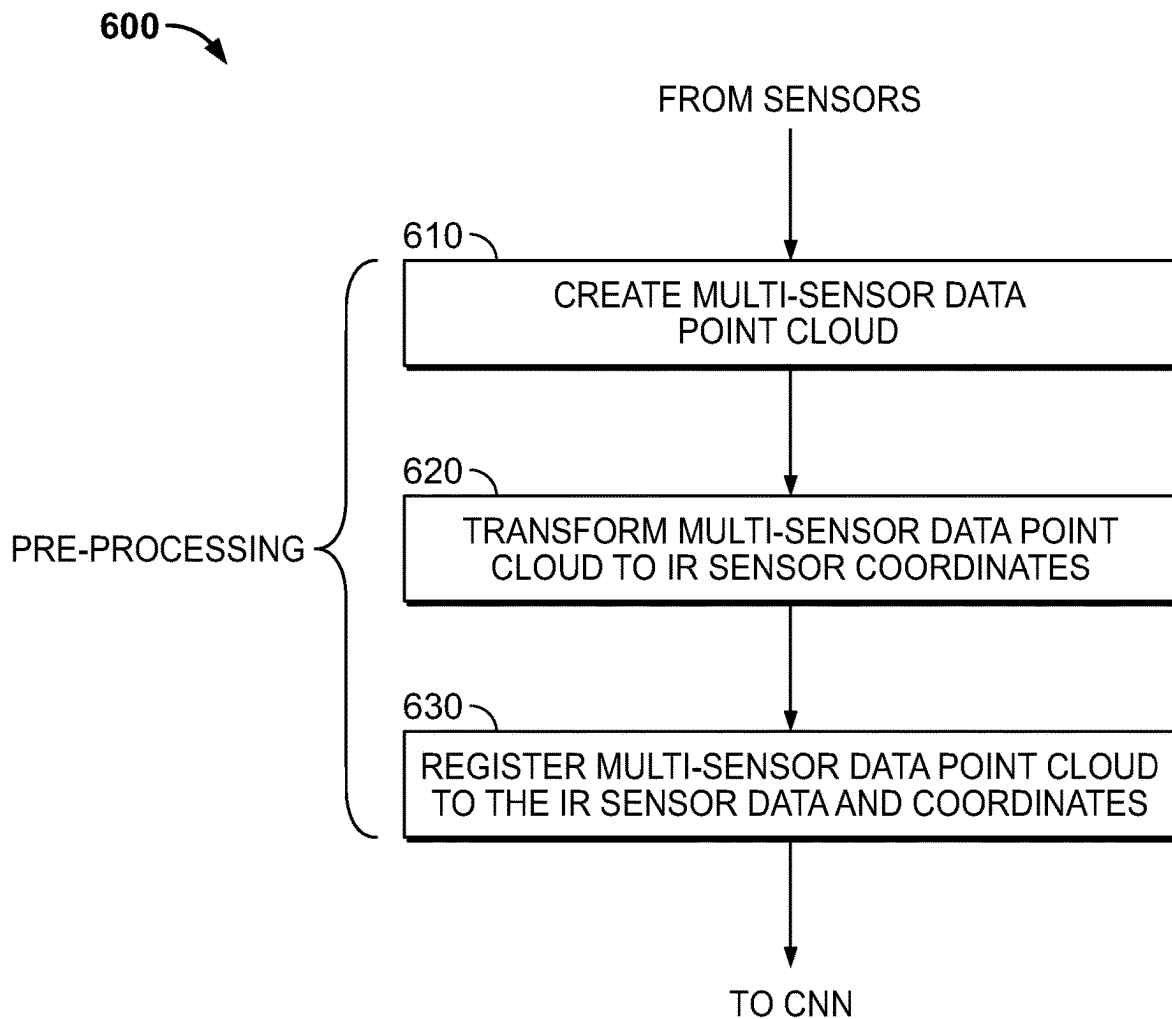 600
FROM SENSORS
610
CREATE MULTI-SENSOR DATA
POINT CLOUD
620
TRANSFORM MULTI-SENSOR DATA POINT
CLOUD TO IR SENSOR COORDINATES
PRE-PROCESSING
630
REGISTER MULTI-SENSOR DATA POINT CLOUD
TO THE IR SENSOR DATA AND COORDINATES
TO CNN